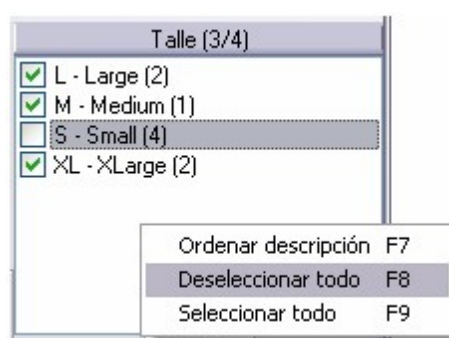 Talle (3/4)
L - Large (2)
M - Medium (1)
S - Small (4)
XL - XLarge (2)
Ordenar descripción F7
Deseleccionar todo F8
Seleccionar todo F9